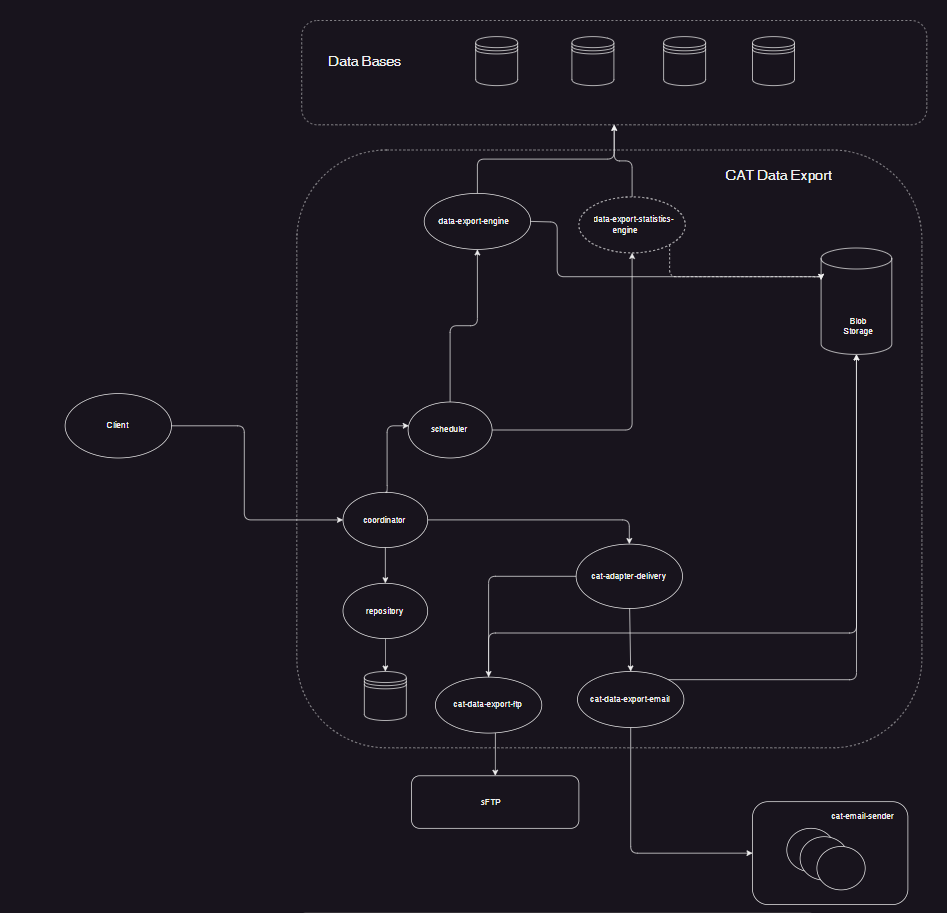 Data Bases
CAT Data Export
data-export-engine
data-export-statistics-
engine
Blob
Storage
Client
scheduler
coordinator
cat-adapter-delivery
repository
cat-data-export-ftp
cat-data-export-email
sFTP
cat-email-sender